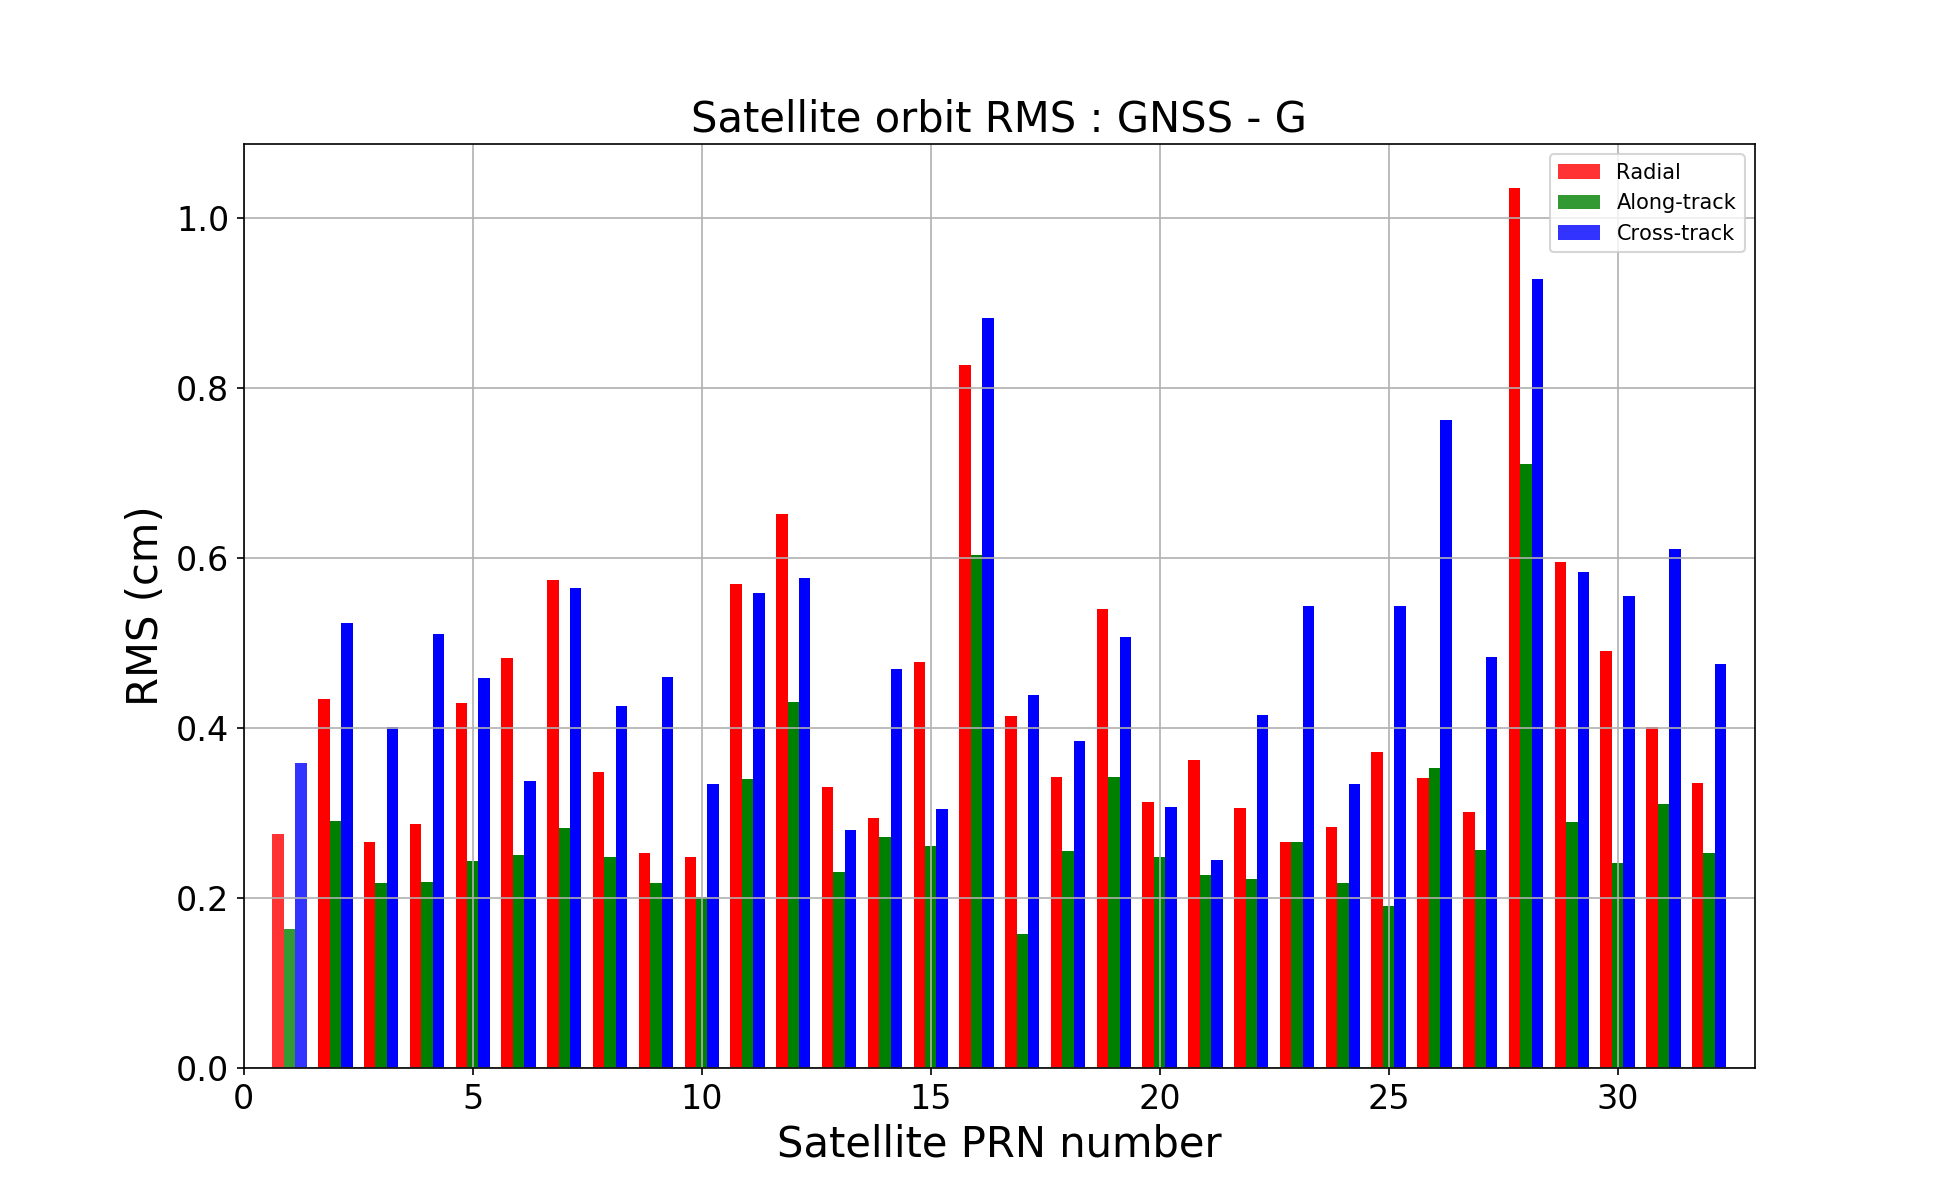 Satellite orbit RMS : GNSS - G
Radial
Along-track
Cross-track
1.0
0.8
0.6
0.4
0.2
0.0
RMS (cm)
0 5 10 15 20 25 30
Satellite PRN number